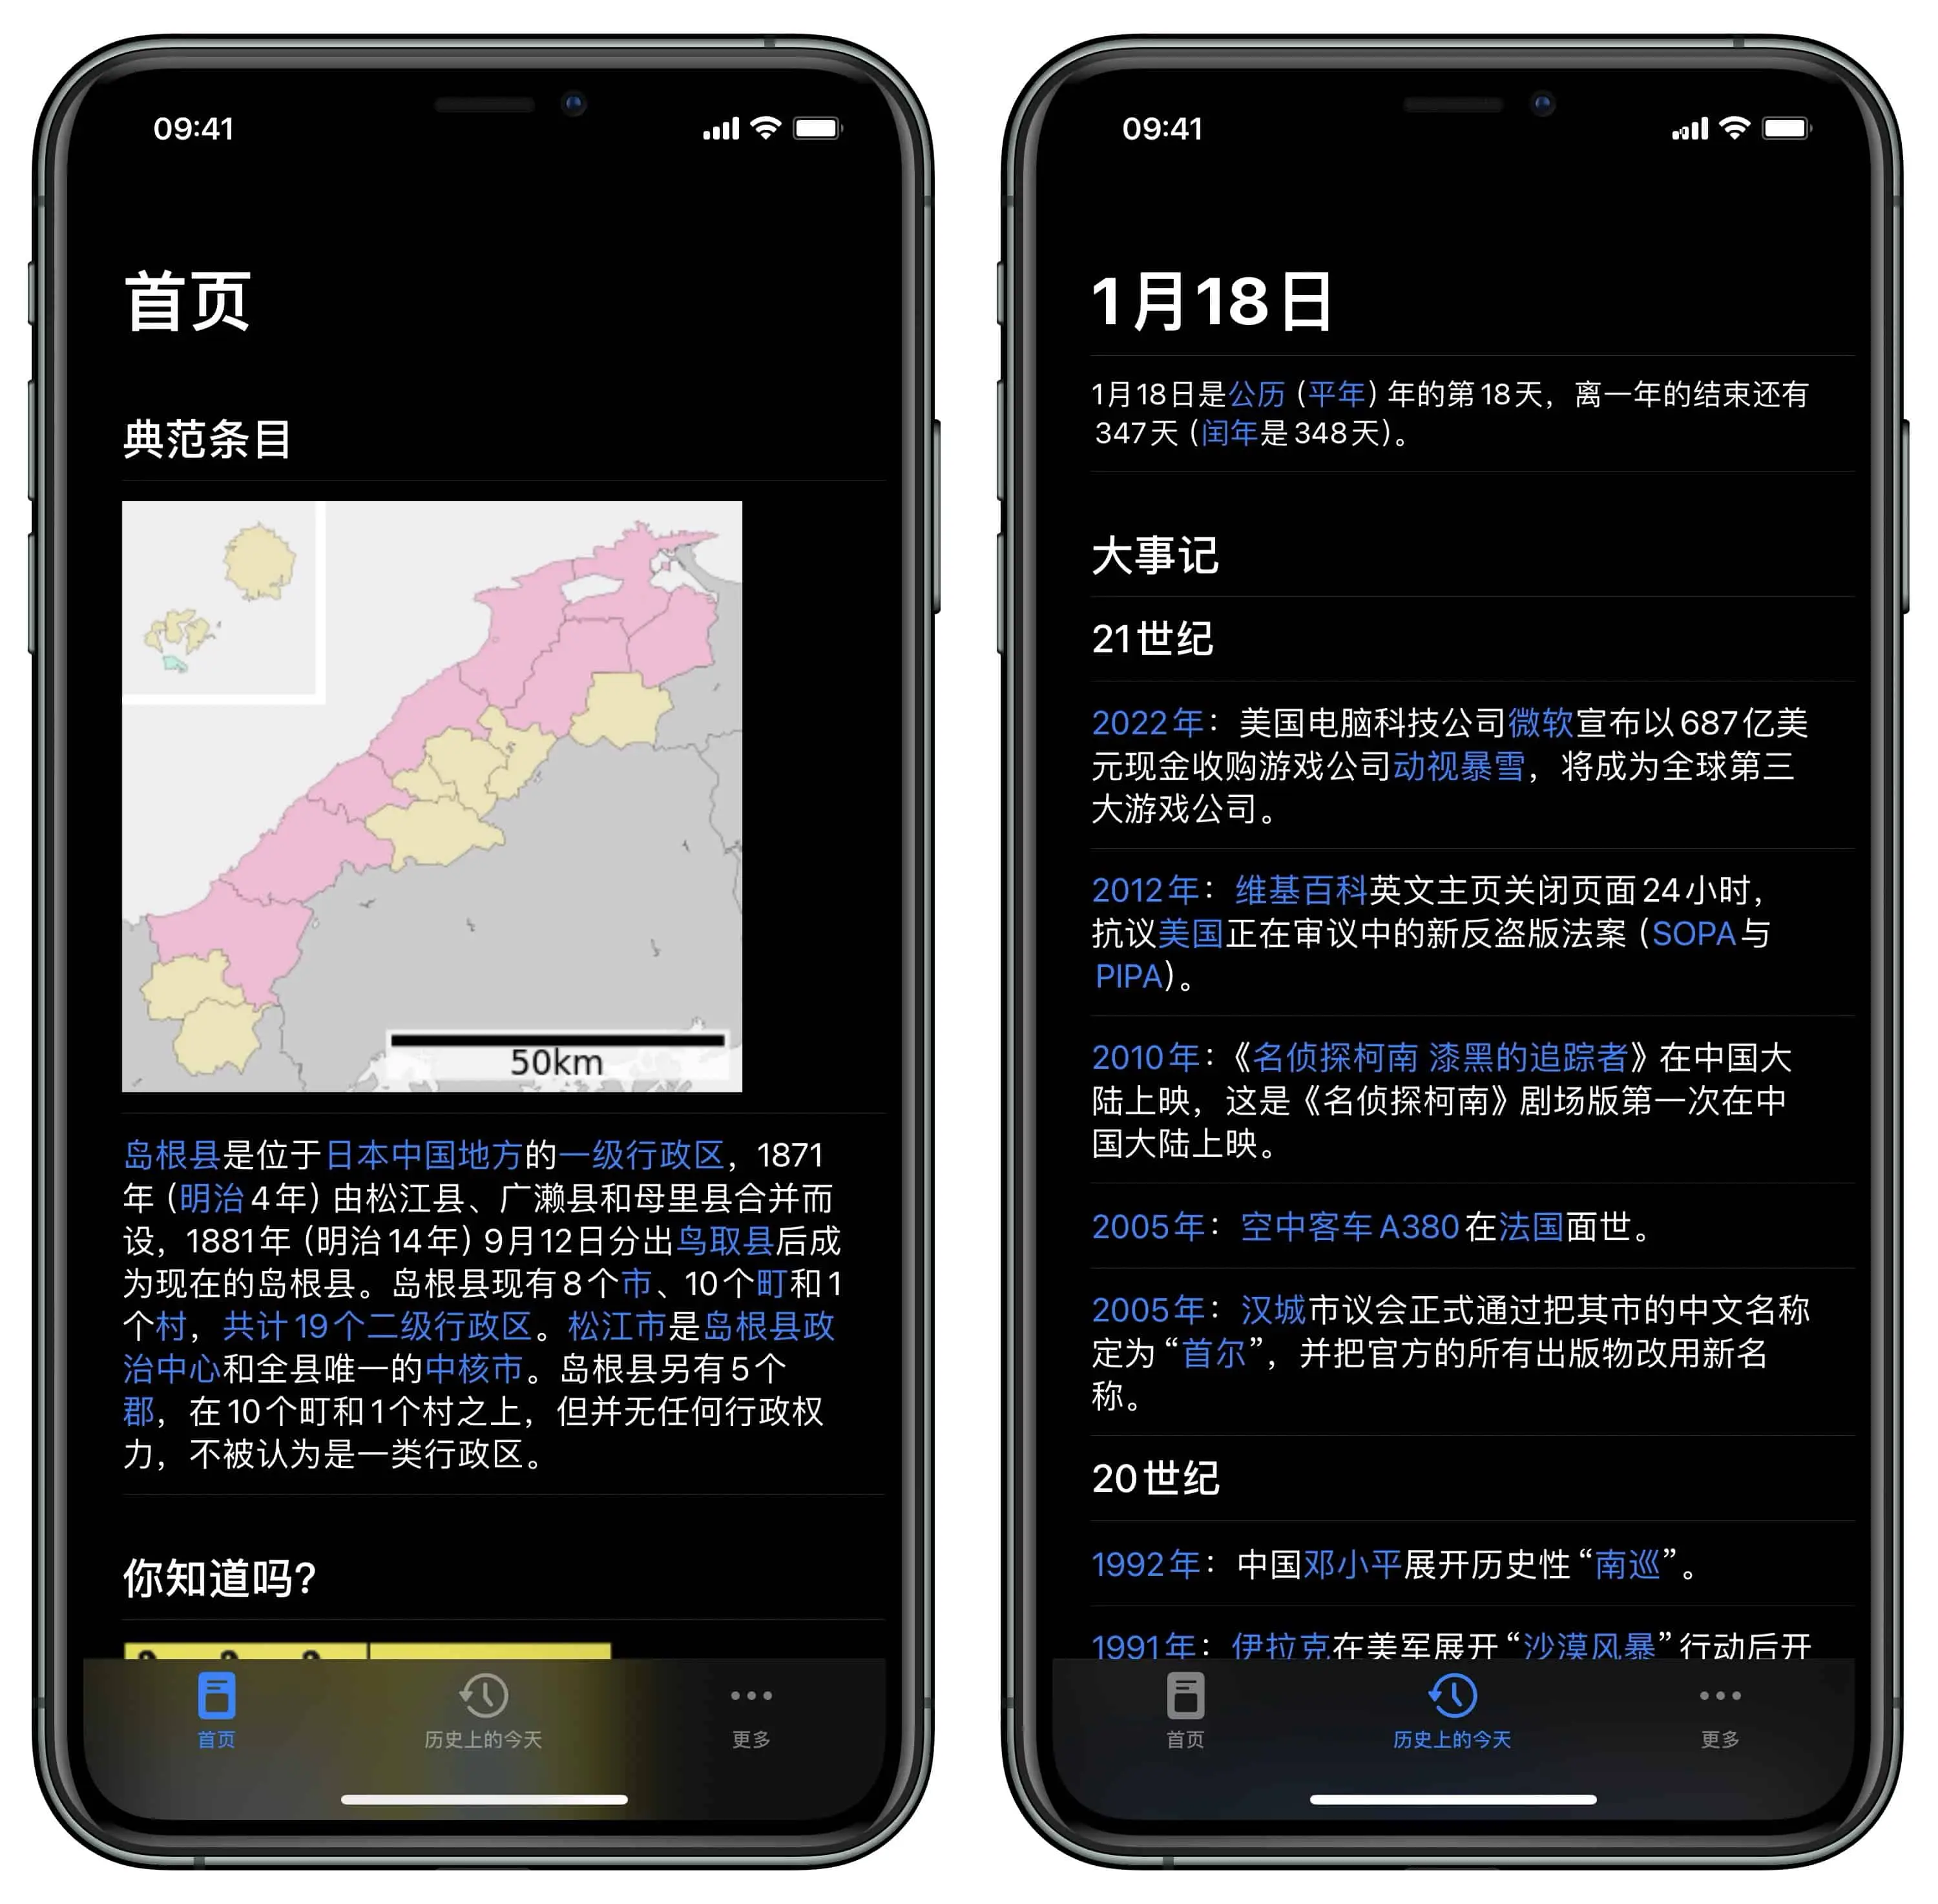 09:41
首页
典范条目
50km
岛根县是位于日本中国地方的一级行政区，1871
年（明治4年）由松江县、广濑县和母里县合并而
设，1881年（明治14年）9月12日分出鸟取县后成
为现在的岛根县。岛根县现有8个市、10个町和1
个村，共计19个二级行政区。松江市是岛根县政
治中心和全县唯一的中核市。岛根县另有5个
郡，在10个町和1个村之上，但并无任何行政权
力，不被认为是一类行政区。
你知道吗?
首页
历史上的今天
更多
09:41
1月18日
1月18日是公历（平年）年的第18天，离一年的结束还有
347天（闰年是348天）。
大事记
21世纪
2022年：美国电脑科技公司微软宣布以687亿美
元现金收购游戏公司动视暴雪，将成为全球第三
大游戏公司。
2012年：维基百科英文主页关闭页面24小时，
抗议美国正在审议中的新反盗版法案（SOPA与
PIPA）。
2010年：《名侦探柯南 漆黑的追踪者》在中国大
陆上映，这是《名侦探柯南》剧场版第一次在中
国大陆上映。
2005年：空中客车A380在法国面世。
2005年：汉城市议会正式通过把其市的中文名称
定为“首尔”，并把官方的所有出版物改用新名
称。
20世纪
1992年：中国邓小平展开历史性“南巡”。
1991年：伊拉克在美军展开“沙漠风暴”行动后开
首页
历史上的今天
更多